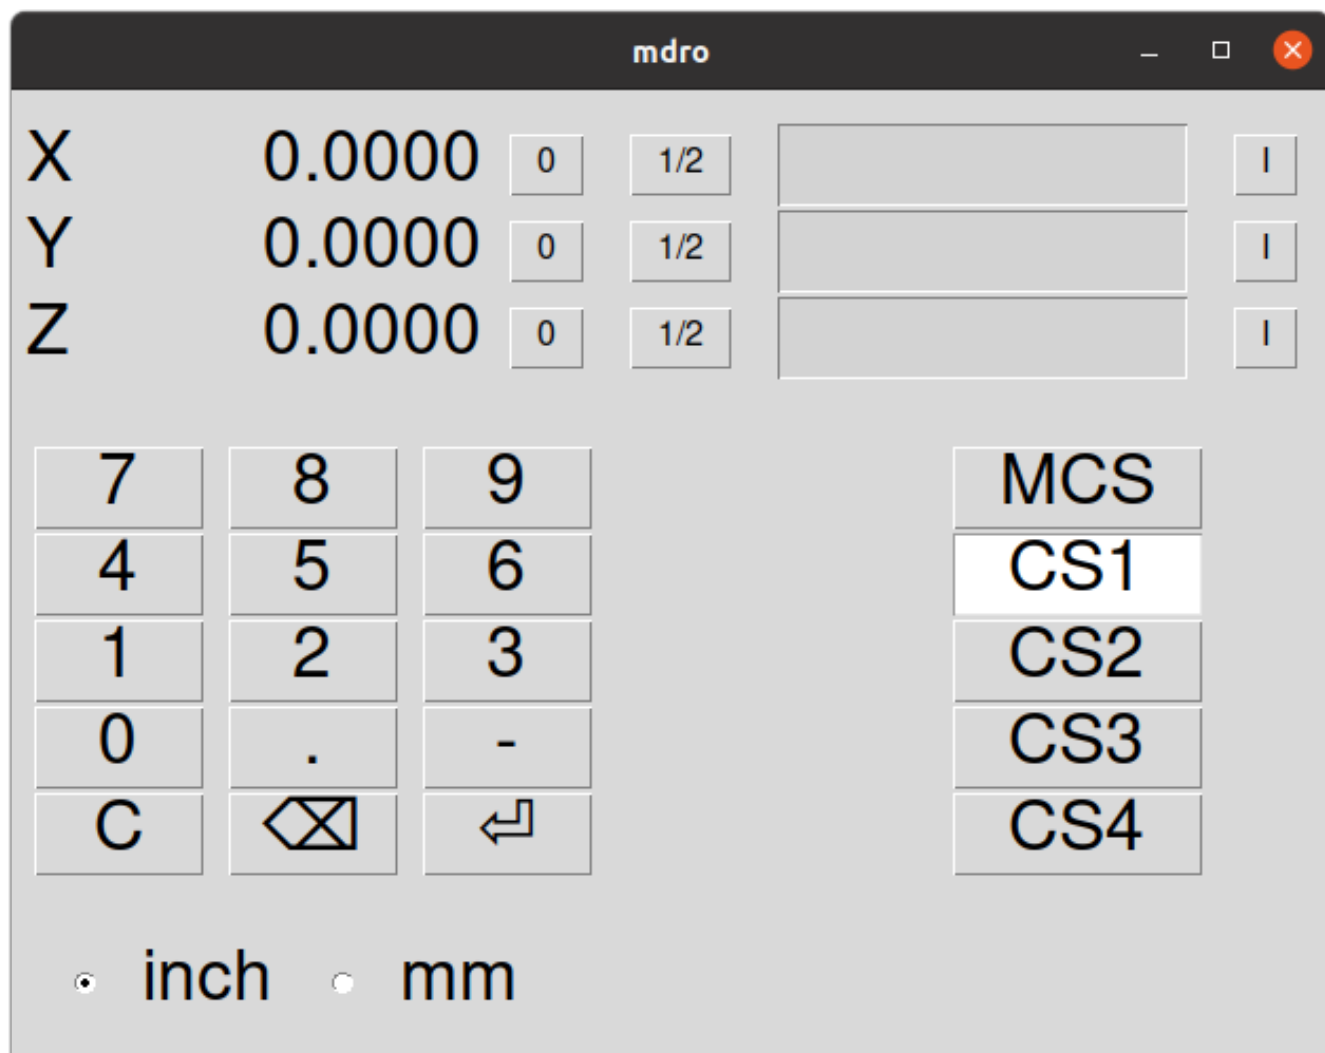 mdro
X 0.0000 0 1/2 I
Y 0.0000 0 1/2 I
Z 0.0000 0 1/2 I
7 8 9 MCS
4 5 6 CS1
1 2 3 CS2
0 . - CS3
C ⌫ ⏎ CS4
inch mm